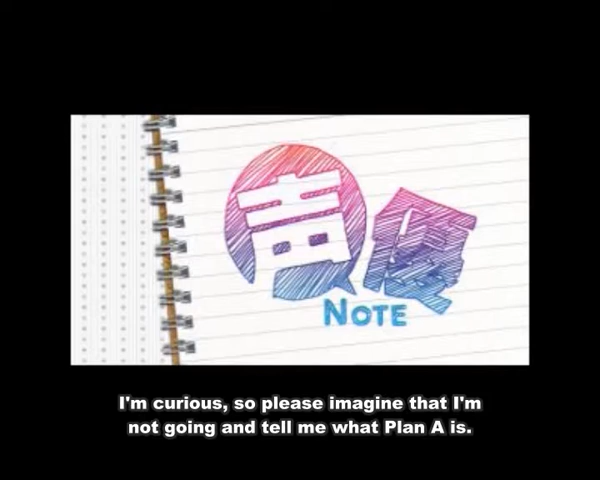 声優
NOTE
I'm curious, so please imagine that I'm
not going and tell me what Plan A is.